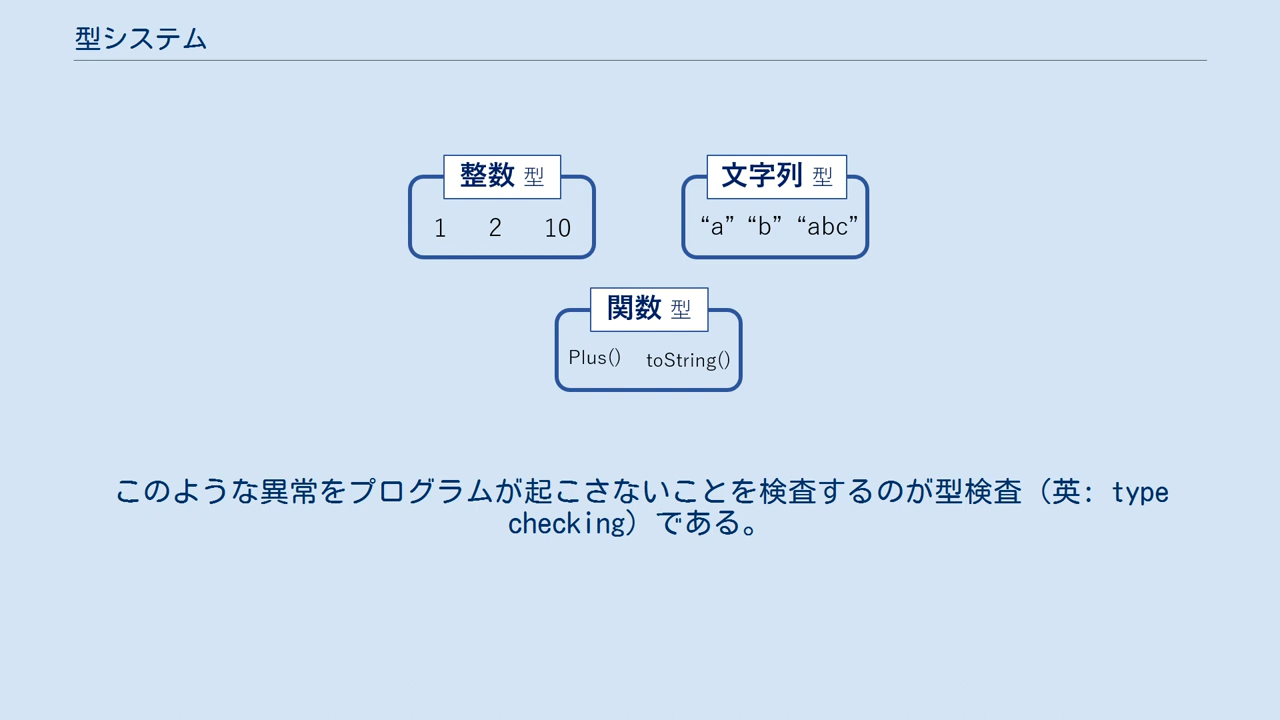 型システム
整数 型
文字列 型
1 2 10
“a” “b” “abc”
関数 型
Plus() toString()
このような異常をプログラムが起こさないことを検査するのが型検査（英: type
checking）である。